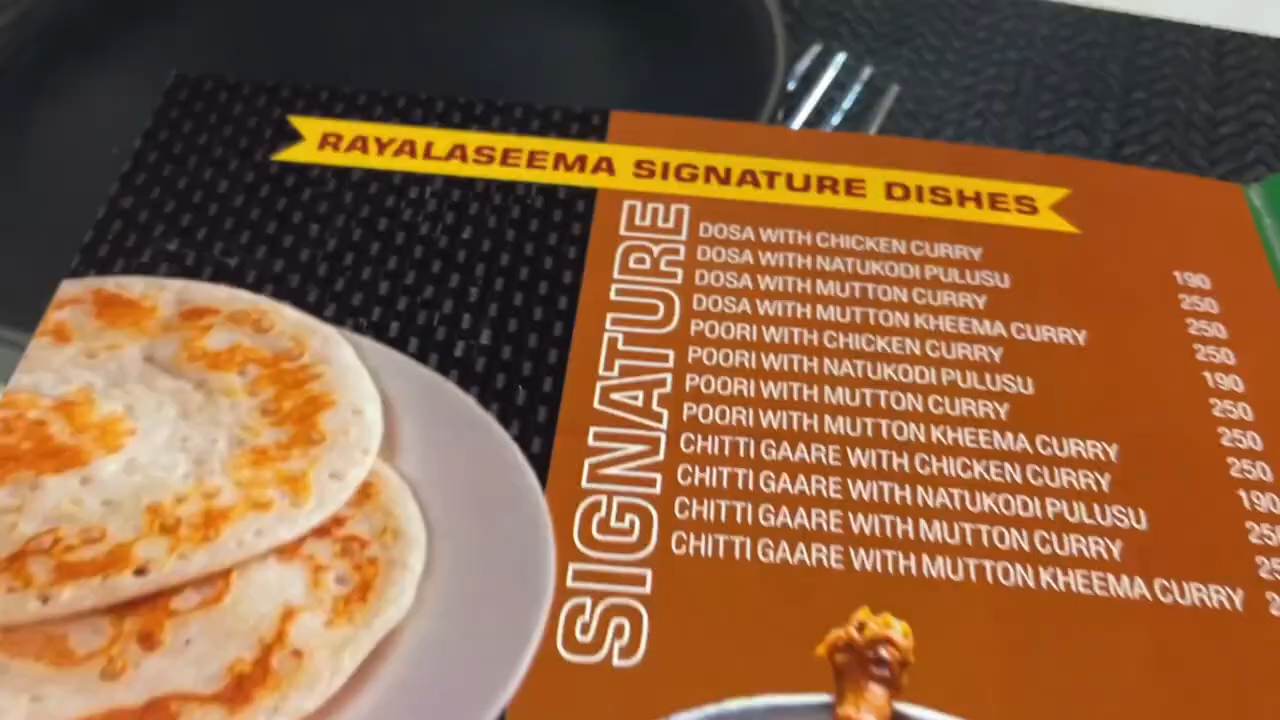 RAYALASEEMA SIGNATURE DISHES
SIGNATURE
DOSA WITH CHICKEN CURRY 190
DOSA WITH NATUKODI PULUSU 250
DOSA WITH MUTTON CURRY 250
DOSA WITH MUTTON KHEEMA CURRY 250
POORI WITH CHICKEN CURRY 190
POORI WITH NATUKODI PULUSU 250
POORI WITH MUTTON CURRY 250
POORI WITH MUTTON KHEEMA CURRY 250
CHITTI GAARE WITH CHICKEN CURRY 190
CHITTI GAARE WITH NATUKODI PULUSU
CHITTI GAARE WITH MUTTON CURRY
CHITTI GAARE WITH MUTTON KHEEMA CURRY